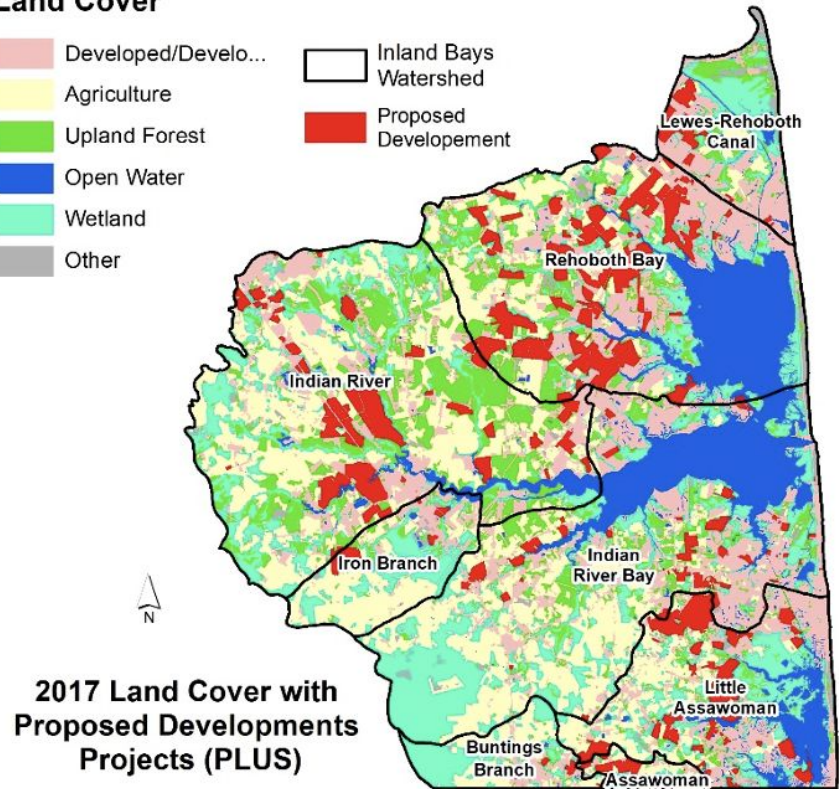 Land Cover
Developed/Develo...
Agriculture
Upland Forest
Open Water
Wetland
Other
Inland Bays
Watershed
Proposed
Developement
Lewes-Rehoboth
Canal
Rehoboth Bay
Indian River
Iron Branch
Indian
River Bay
Little
Assawoman
Buntings
Branch
Assawoman
N
2017 Land Cover with
Proposed Developments
Projects (PLUS)